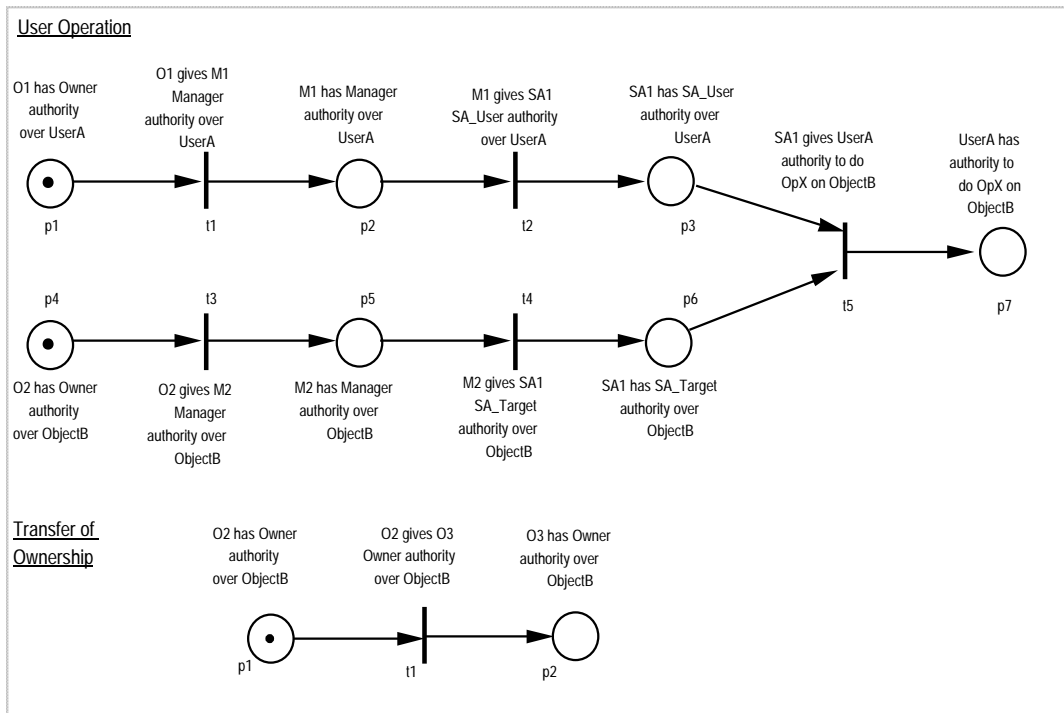 User Operation
O1 has Owner
authority
over UserA
O1 gives M1
Manager
authority over
UserA
M1 has Manager
authority over
UserA
M1 gives SA1
SA_User authority
over UserA
SA1 has SA_User
authority over
UserA
SA1 gives UserA
authority to do
OpX on ObjectB
UserA has
authority to
do OpX on
ObjectB
p1
t1
p2
t2
p3
t5
p7
p4
t3
p5
t4
p6
O2 has Owner
authority
over ObjectB
O2 gives M2
Manager
authority over
ObjectB
M2 has Manager
authority over
ObjectB
M2 gives SA1
SA_Target
authority over
ObjectB
SA1 has SA_Target
authority over
ObjectB
Transfer of
Ownership
O2 has Owner
authority
over ObjectB
O2 gives O3
Owner authority
over ObjectB
O3 has Owner
authority over
ObjectB
p1
t1
p2